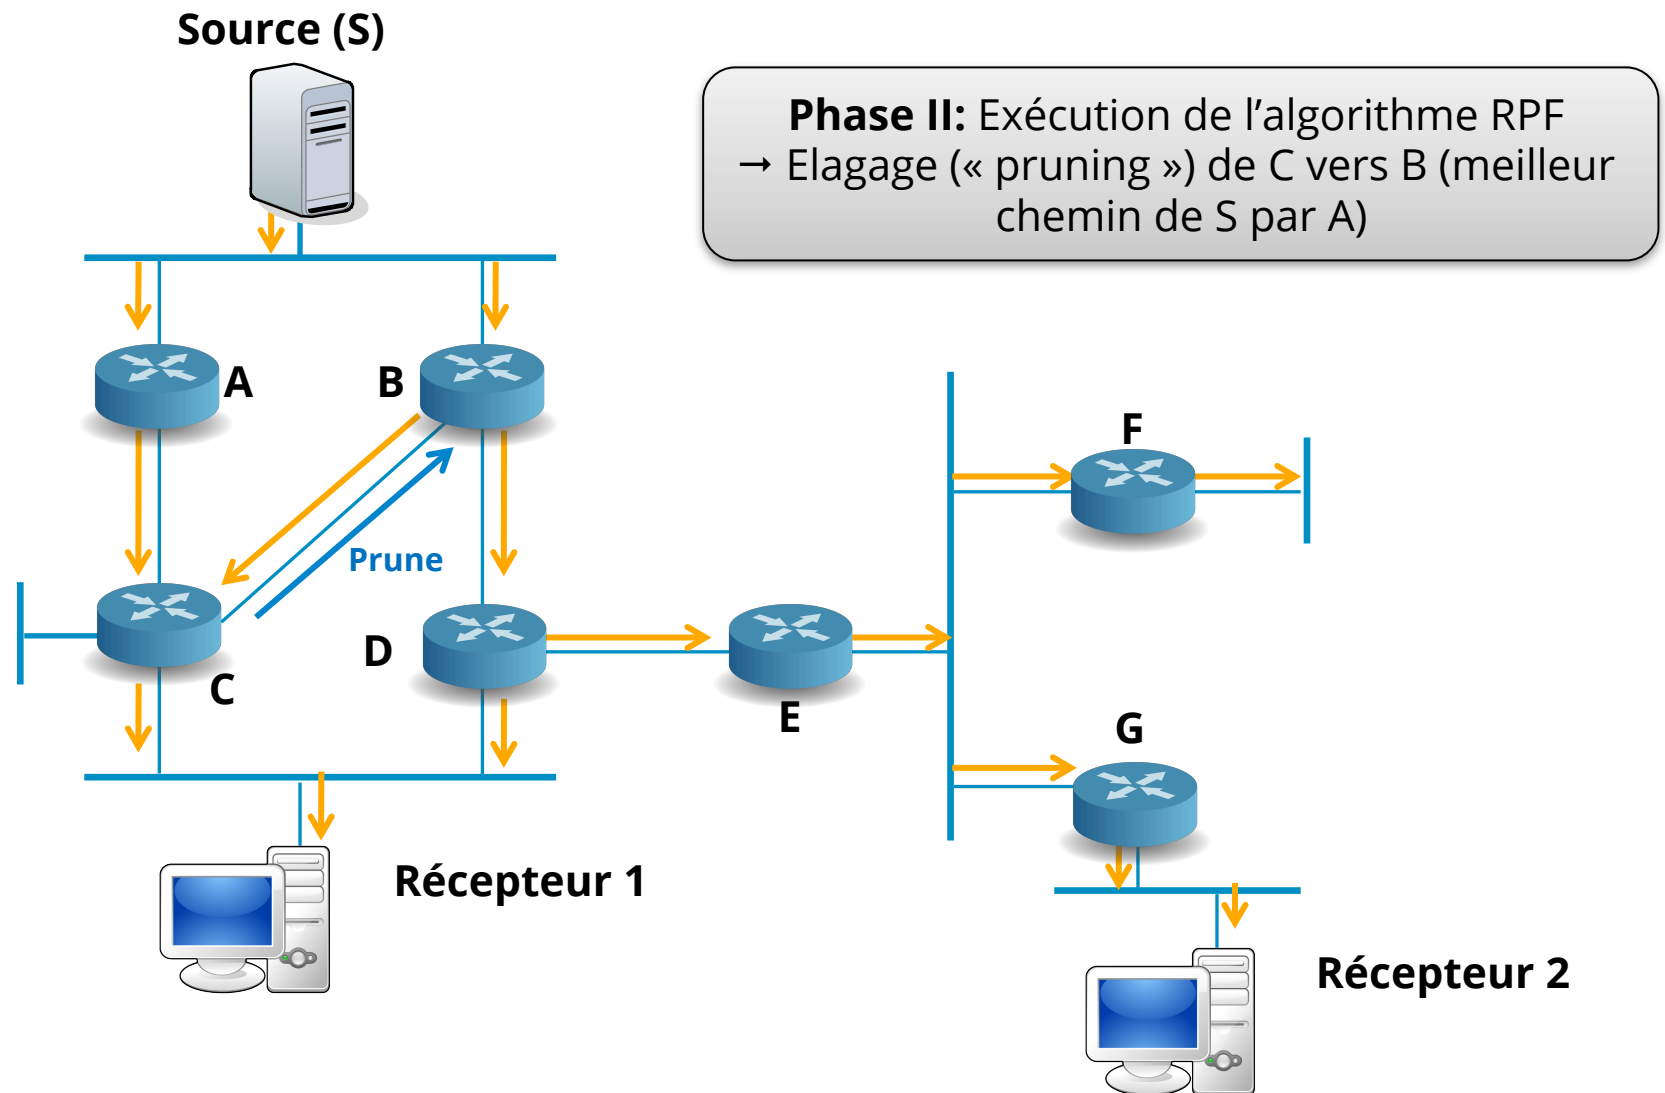 Source (S)
Phase II: Exécution de l’algorithme RPF
→ Elagage (« pruning ») de C vers B (meilleur
chemin de S par A)
A
B
F
Prune
D
C
E
G
Récepteur 1
Récepteur 2